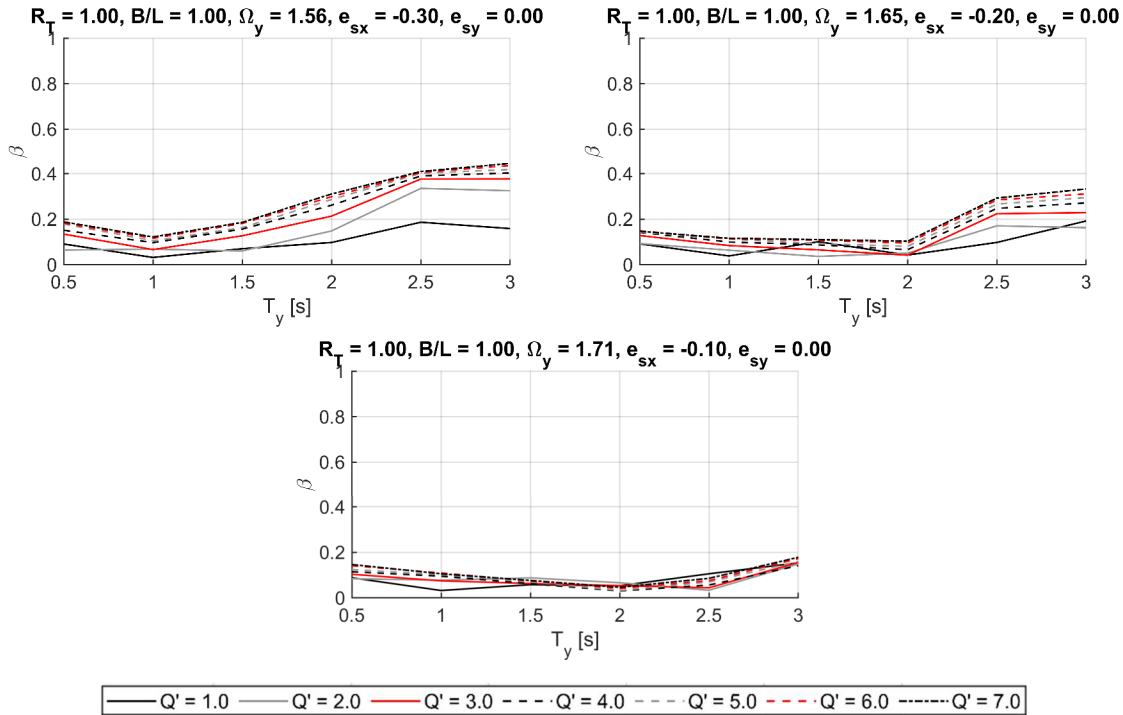 R_T = 1.00, B/L = 1.00, Ω_y = 1.56, e_sx = -0.30, e_sy = 0.00
1
0.8
0.6
0.4
0.2
0
β
0.5 1 1.5 2 2.5 3
T_y [s]
R_T = 1.00, B/L = 1.00, Ω_y = 1.65, e_sx = -0.20, e_sy = 0.00
1
0.8
0.6
0.4
0.2
0
β
0.5 1 1.5 2 2.5 3
T_y [s]
R_T = 1.00, B/L = 1.00, Ω_y = 1.71, e_sx = -0.10, e_sy = 0.00
1
0.8
0.6
0.4
0.2
0
β
0.5 1 1.5 2 2.5 3
T_y [s]
Q' = 1.0 Q' = 2.0 Q' = 3.0 Q' = 4.0 Q' = 5.0 Q' = 6.0 Q' = 7.0